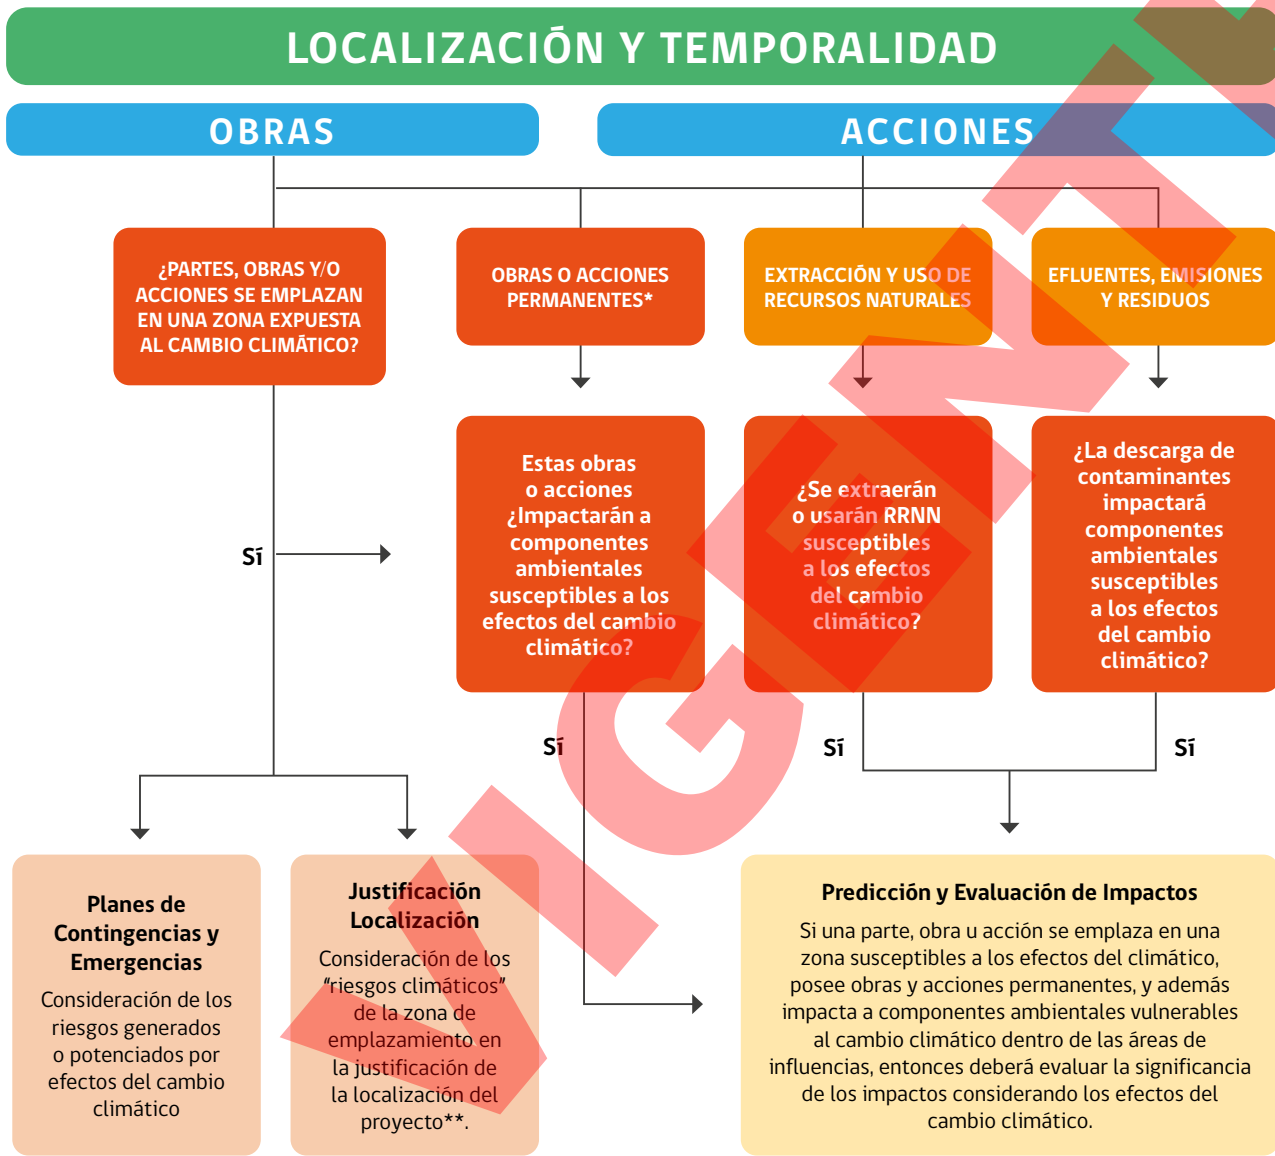 LOCALIZACIÓN Y TEMPORALIDAD
OBRAS
ACCIONES
¿PARTES, OBRAS Y/O
ACCIONES SE EMPLAZAN
EN UNA ZONA EXPUESTA
AL CAMBIO CLIMÁTICO?
OBRAS O ACCIONES
PERMANENTES*
EXTRACCIÓN Y USO DE
RECURSOS NATURALES
EFLUENTES, EMISIONES
Y RESIDUOS
Estas obras
o acciones
¿Impactarán a
componentes
ambientales
susceptibles a los
efectos del cambio
climático?
¿Se extraerán
o usarán RRNN
susceptibles
a los efectos
del cambio
climático?
¿La descarga de
contaminantes
impactará
componentes
ambientales
susceptibles
a los efectos
del cambio
climático?
Sí
Sí
Sí
Sí
Planes de
Contingencias y
Emergencias
Consideración de los
riesgos generados
o potenciados por
efectos del cambio
climático
Justificación
Localización
Consideración de los
"riesgos climáticos"
de la zona de
emplazamiento en
la justificación de
la localización del
proyecto**.
Predicción y Evaluación de Impactos
Si una parte, obra u acción se emplaza en una
zona susceptibles a los efectos del climático,
posee obras y acciones permanentes, y además
impacta a componentes ambientales vulnerables
al cambio climático dentro de las áreas de
influencias, entonces deberá evaluar la significancia
de los impactos considerando los efectos del
cambio climático.
VIGENT